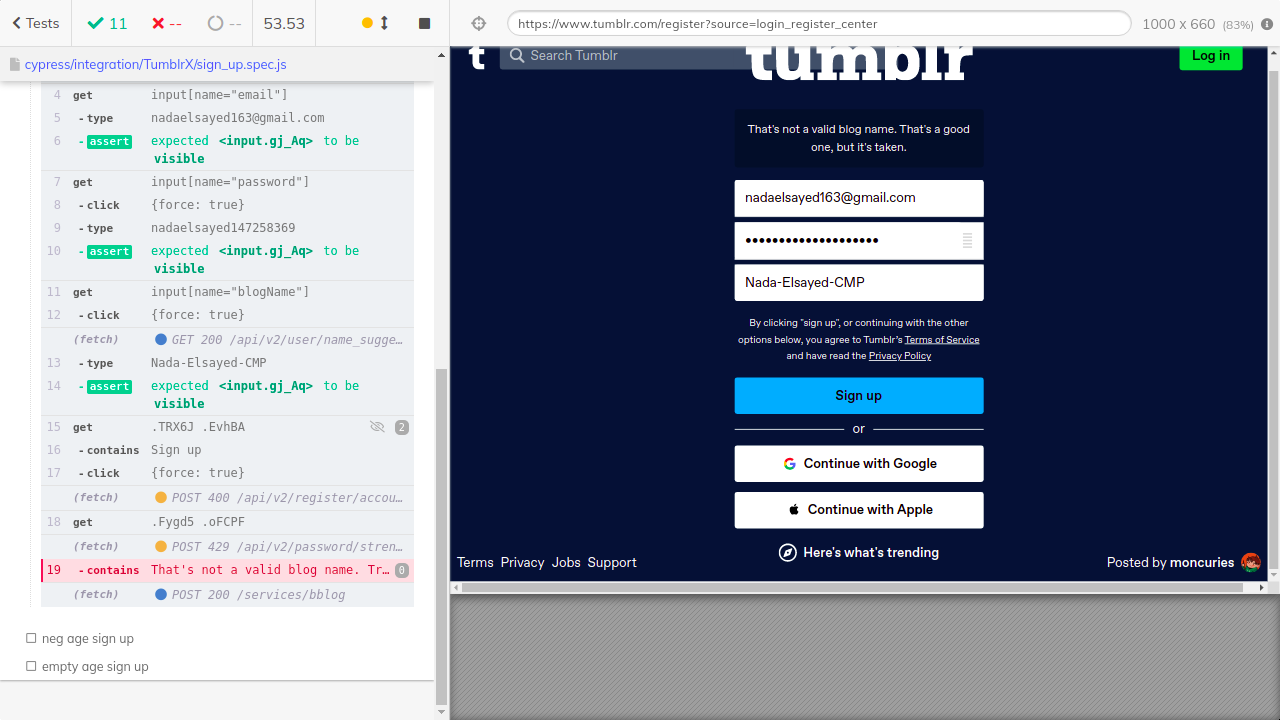 Tests 11 -- -- 53.53
https://www.tumblr.com/register?source=login_register_center 1000 x 660 (83%)
cypress/integration/TumblrX/sign_up.spec.js
4 get input[name="email"]
5 -type nadaelsayed163@gmail.com
6 -assert expected <input.gj_Aq> to be
visible
7 get input[name="password"]
8 -click {force: true}
9 -type nadaelsayed147258369
10 -assert expected <input.gj_Aq> to be
visible
11 get input[name="blogName"]
12 -click {force: true}
(fetch) GET 200 /api/v2/user/name_sugge…
13 -type Nada-Elsayed-CMP
14 -assert expected <input.gj_Aq> to be
visible
15 get .TRX6J .EvhBA 2
16 -contains Sign up
17 -click {force: true}
(fetch) POST 400 /api/v2/register/accou…
18 get .Fygd5 .oFCPF
(fetch) POST 429 /api/v2/password/stren…
19 -contains That's not a valid blog name. Tr… 0
(fetch) POST 200 /services/bblog
neg age sign up
empty age sign up
t Search Tumblr tumblr Log in
That's not a valid blog name. That's a good
one, but it's taken.
nadaelsayed163@gmail.com
••••••••••••••••••••
Nada-Elsayed-CMP
By clicking "sign up", or continuing with the other
options below, you agree to Tumblr's Terms of Service
and have read the Privacy Policy
Sign up
or
Continue with Google
Continue with Apple
Here's what's trending
Terms Privacy Jobs Support Posted by moncuries